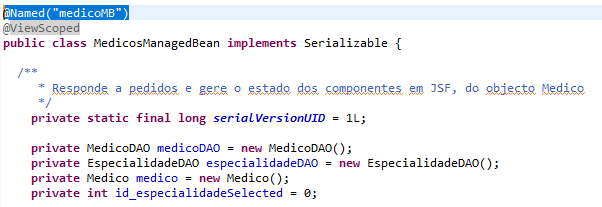 @Named("medicoMB")
@ViewScoped
public class MedicosManagedBean implements Serializable {
/**
* Responde a pedidos e gere o estado dos componentes em JSF, do objecto Medico
*/
private static final long serialVersionUID = 1L;
private MedicoDAO medicoDAO = new MedicoDAO();
private EspecialidadeDAO especialidadeDAO = new EspecialidadeDAO();
private Medico medico = new Medico();
private int id_especialidadeSelected = 0;